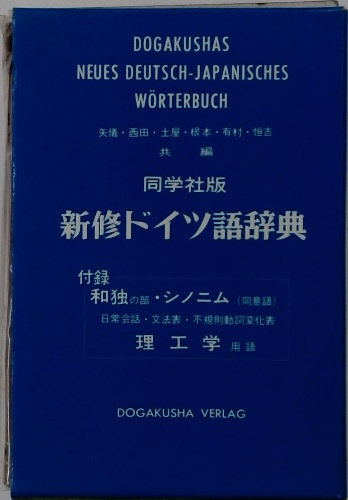 DOGAKUSHAS
NEUES DEUTSCH-JAPANISCHES
WÖRTERBUCH
矢儀・西田・土屋・根本・有村・恒吉
共編
同学社版
新修ドイツ語辞典
付録
和独の部・シノニム(同意語)
日常会話・文法表・不規則動詞変化表
理工学用語
DOGAKUSHA VERLAG